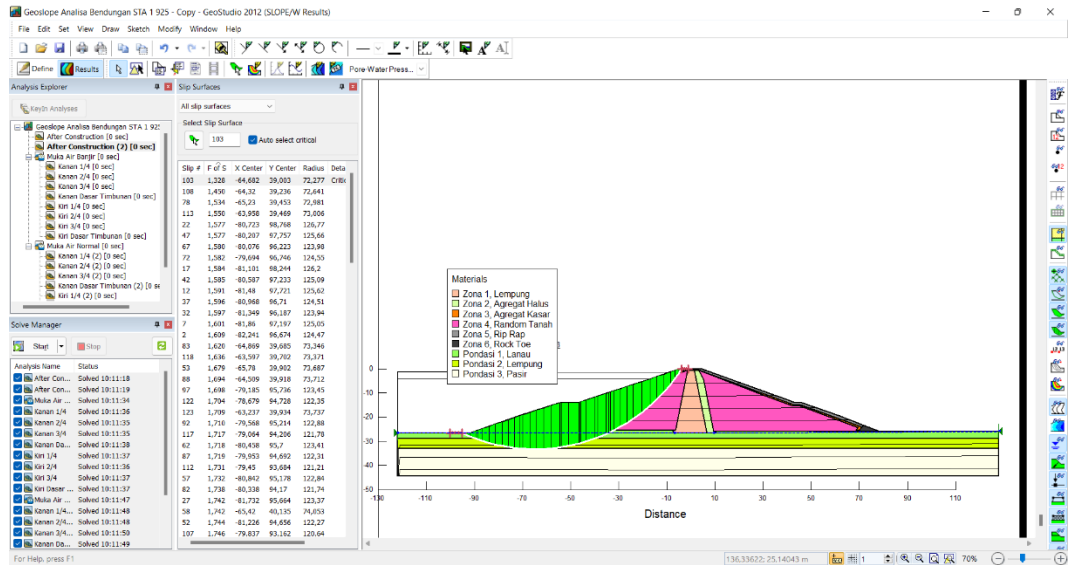 Geoslope Analisa Bendungan STA 1 925 - Copy - GeoStudio 2012 (SLOPE/W Results)
File Edit Set View Draw Sketch Modify Window Help
Define Results Pore-Water Press...
Analysis Explorer
KeyIn Analyses
Geoslope Analisa Bendungan STA 1 92
After Construction [0 sec]
After Construction (2) [0 sec]
Muka Air Banjir [0 sec]
Kanan 1/4 [0 sec]
Kanan 2/4 [0 sec]
Kanan 3/4 [0 sec]
Kanan Dasar Timbunan [0 sec]
Kiri 1/4 [0 sec]
Kiri 2/4 [0 sec]
Kiri 3/4 [0 sec]
Kiri Dasar Timbunan [0 sec]
Muka Air Normal [0 sec]
Kanan 1/4 (2) [0 sec]
Kanan 2/4 (2) [0 sec]
Kanan 3/4 (2) [0 sec]
Kanan Dasar Timbunan (2) [0 se
Kiri 1/4 (2) [0 sec]
Solve Manager
Start Stop
Analysis Name Status
After Con... Solved 10:11:18
After Con... Solved 10:11:19
Muka Air ... Solved 10:11:34
Kanan 1/4 Solved 10:11:36
Kanan 2/4 Solved 10:11:35
Kanan 3/4 Solved 10:11:35
Kanan Da... Solved 10:11:38
Kiri 1/4 Solved 10:11:37
Kiri 2/4 Solved 10:11:36
Kiri 3/4 Solved 10:11:37
Kiri Dasar ... Solved 10:11:37
Muka Air ... Solved 10:11:47
Kanan 1/4... Solved 10:11:48
Kanan 2/4... Solved 10:11:48
Kanan 3/4... Solved 10:11:50
Kanan Da... Solved 10:11:49
Slip Surfaces
All slip surfaces
Select Slip Surface
103 Auto select critical
Slip # F of S X Center Y Center Radius Deta
103 1,328 -64,682 39,003 72,277 Critic
108 1,450 -64,32 39,236 72,641
78 1,534 -65,23 39,453 72,981
113 1,550 -63,958 39,469 73,006
22 1,577 -80,723 98,768 126,77
47 1,577 -80,207 97,757 125,66
67 1,580 -80,076 96,223 123,98
72 1,582 -79,694 96,746 124,55
17 1,584 -81,101 98,244 126,2
42 1,585 -80,587 97,233 125,09
12 1,591 -81,48 97,721 125,62
37 1,596 -80,968 96,71 124,51
32 1,597 -81,349 96,187 123,94
7 1,601 -81,86 97,197 125,05
2 1,609 -82,241 96,674 124,47
83 1,620 -64,869 39,685 73,346
118 1,636 -63,597 39,702 73,371
53 1,679 -65,78 39,902 73,687
88 1,694 -64,509 39,918 73,712
97 1,698 -79,185 95,736 123,45
122 1,704 -78,679 94,728 122,35
123 1,709 -63,237 39,934 73,737
92 1,710 -79,568 95,214 122,88
117 1,717 -79,064 94,206 121,78
62 1,718 -80,458 95,7 123,41
87 1,719 -79,953 94,692 122,31
112 1,731 -79,45 93,684 121,21
57 1,732 -80,842 95,178 122,84
82 1,738 -80,338 94,17 121,74
27 1,742 -81,732 95,664 123,37
58 1,742 -65,42 40,135 74,053
52 1,744 -81,226 94,656 122,27
107 1,746 -79,837 93,162 120,64
Materials
Zona 1, Lempung
Zona 2, Agregat Halus
Zona 3, Agregat Kasar
Zona 4, Random Tanah
Zona 5, Rip Rap
Zona 6, Rock Toe
Pondasi 1, Lanau
Pondasi 2, Lempung
Pondasi 3, Pasir
0
-10
-20
-30
-40
-50
-130 -110 -90 -70 -50 -30 -10 10 30 50 70 90 110
Distance
For Help, press F1
136,33622; 25,14043 m 1 70%